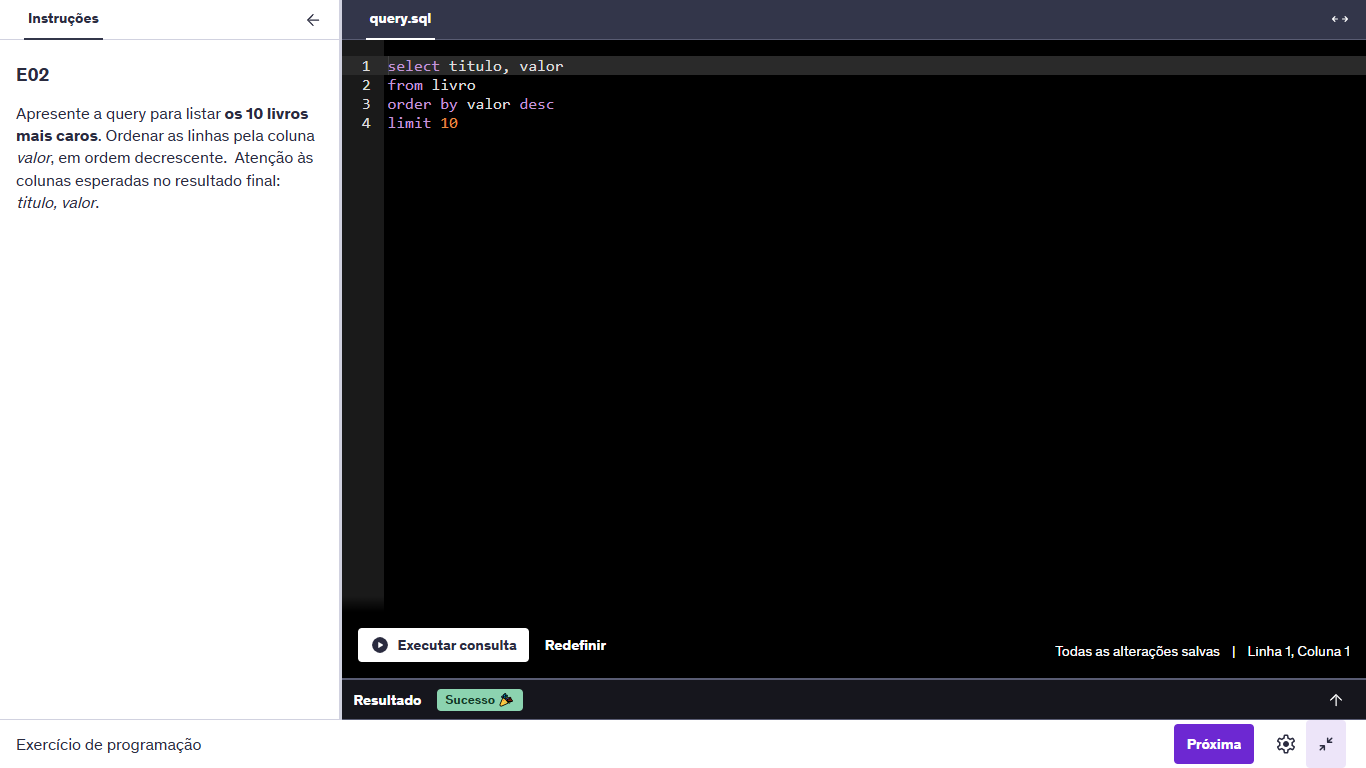 Instruções
E02
Apresente a query para listar os 10 livros
mais caros. Ordenar as linhas pela coluna
valor, em ordem decrescente.  Atenção às
colunas esperadas no resultado final:
titulo, valor.
query.sql
1 select titulo, valor
2 from livro
3 order by valor desc
4 limit 10
Executar consulta
Redefinir
Todas as alterações salvas | Linha 1, Coluna 1
Resultado
Sucesso 🎉
Exercício de programação
Próxima